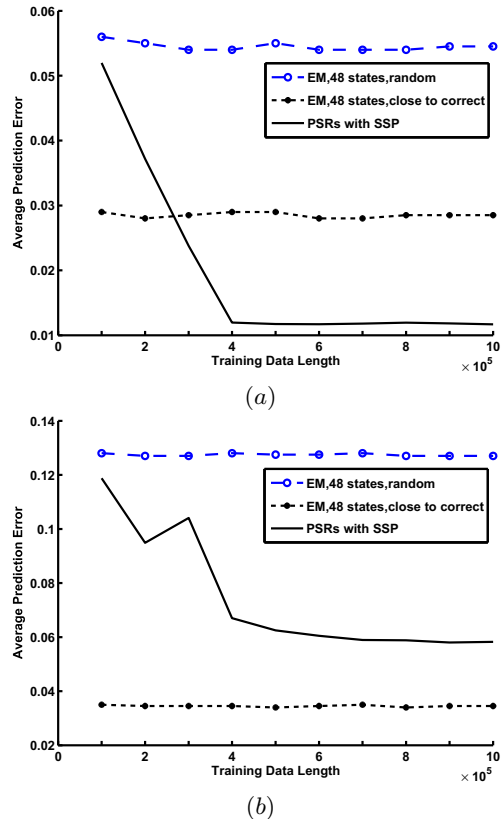 0.06
0.05
0.04
0.03
0.02
0.01
Average Prediction Error
EM,48 states,random
EM,48 states,close to correct
PSRs with SSP
0 2 4 6 8 10
Training Data Length
× 10^5
(a)
0.14
0.12
0.1
0.08
0.06
0.04
0.02
Average Prediction Error
EM,48 states,random
EM,48 states,close to correct
PSRs with SSP
0 2 4 6 8 10
Training Data Length
× 10^5
(b)